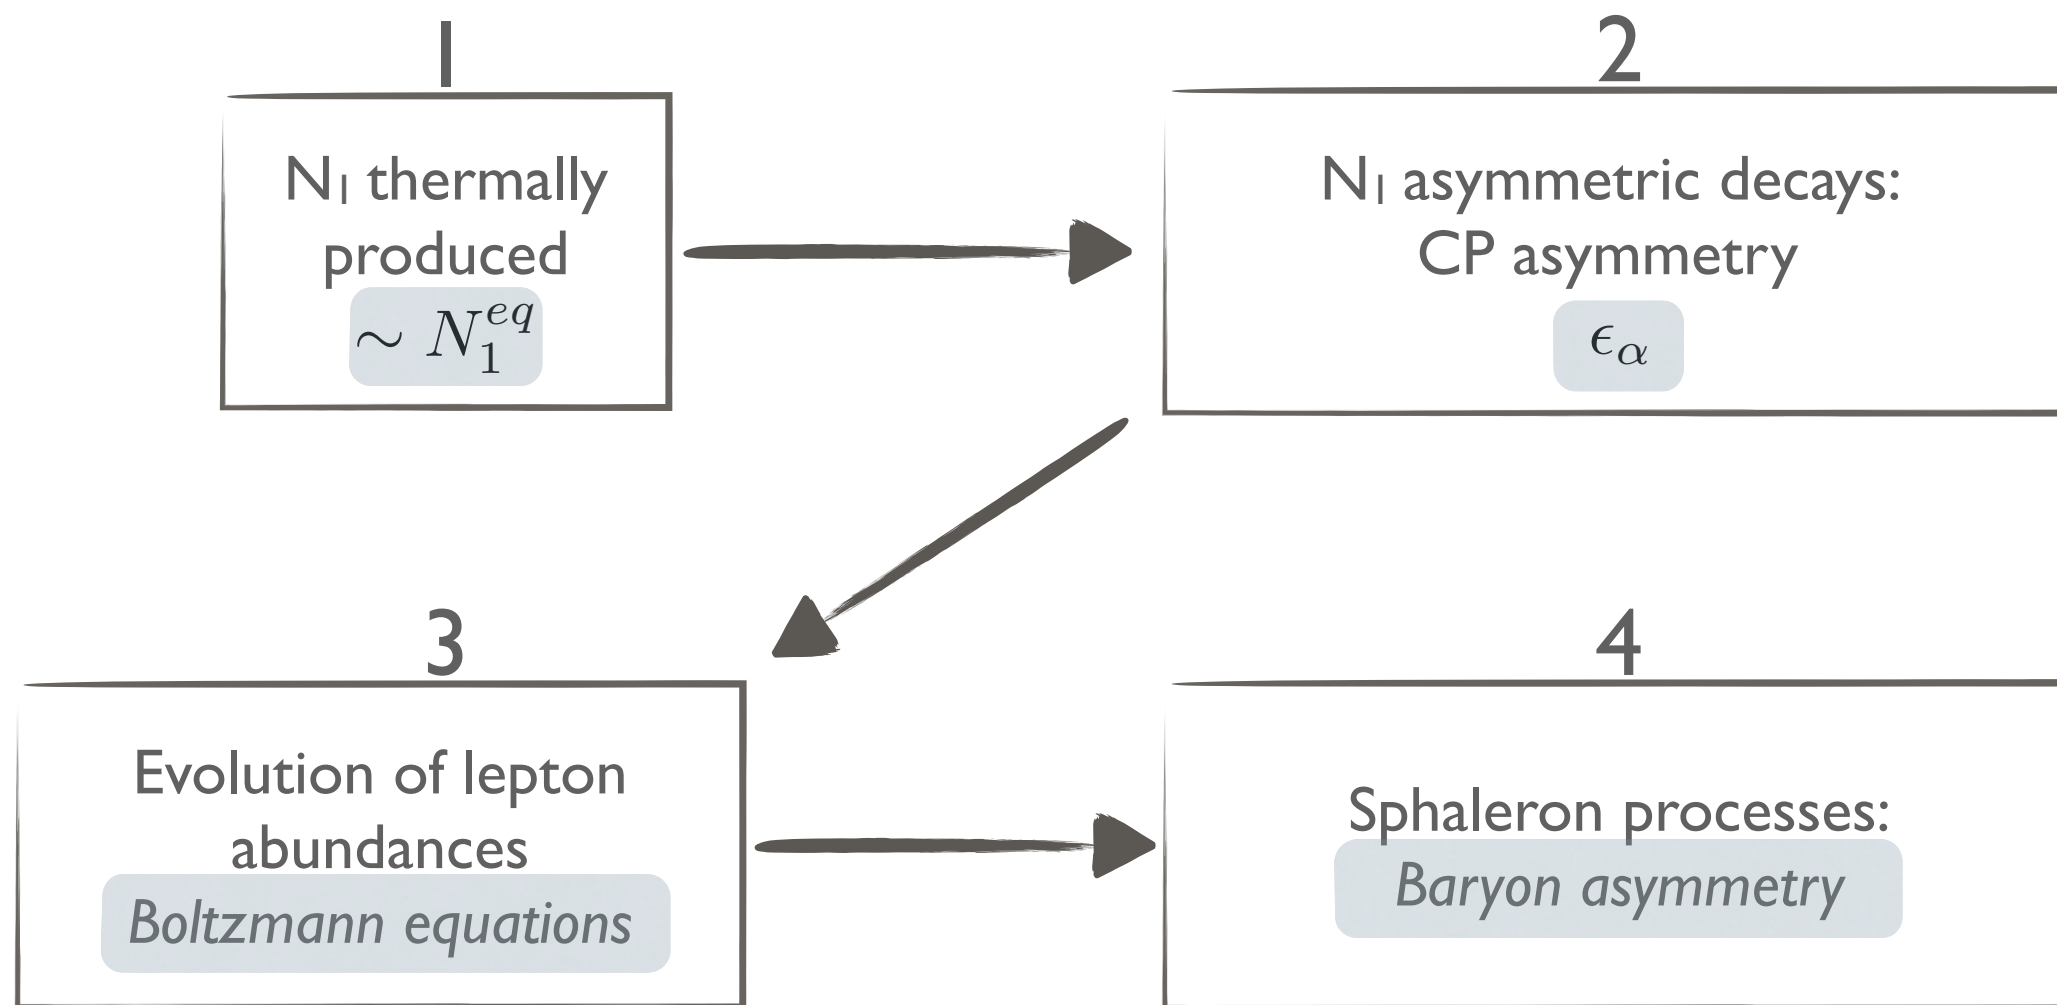 1
N₁ thermally
produced
∼ N₁^{eq}
2
N₁ asymmetric decays:
CP asymmetry
ϵ_α
3
Evolution of lepton
abundances
Boltzmann equations
4
Sphaleron processes:
Baryon asymmetry